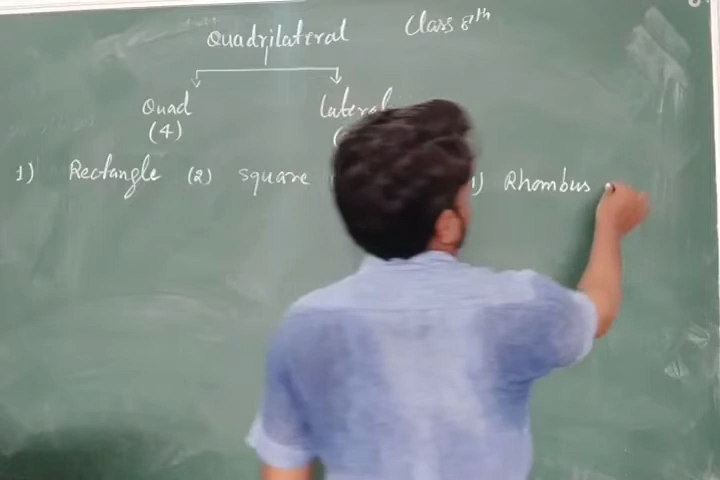 Quadrilateral Class 8th
Quad lateral
(4) (
1) Rectangle (2) square ) Rhombus